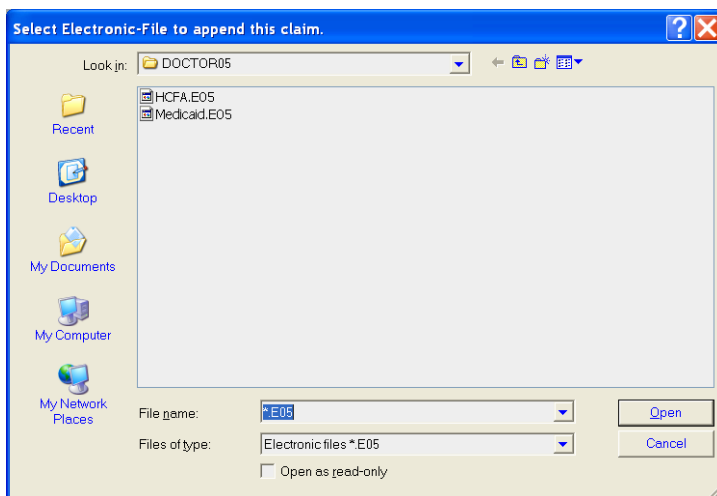 Select Electronic-File to append this claim.
Look in: DOCTOR05
HCFA.E05
Medicaid.E05
Recent
Desktop
My Documents
My Computer
My Network
Places
File name: *.E05 Open
Files of type: Electronic files *.E05 Cancel
Open as read-only